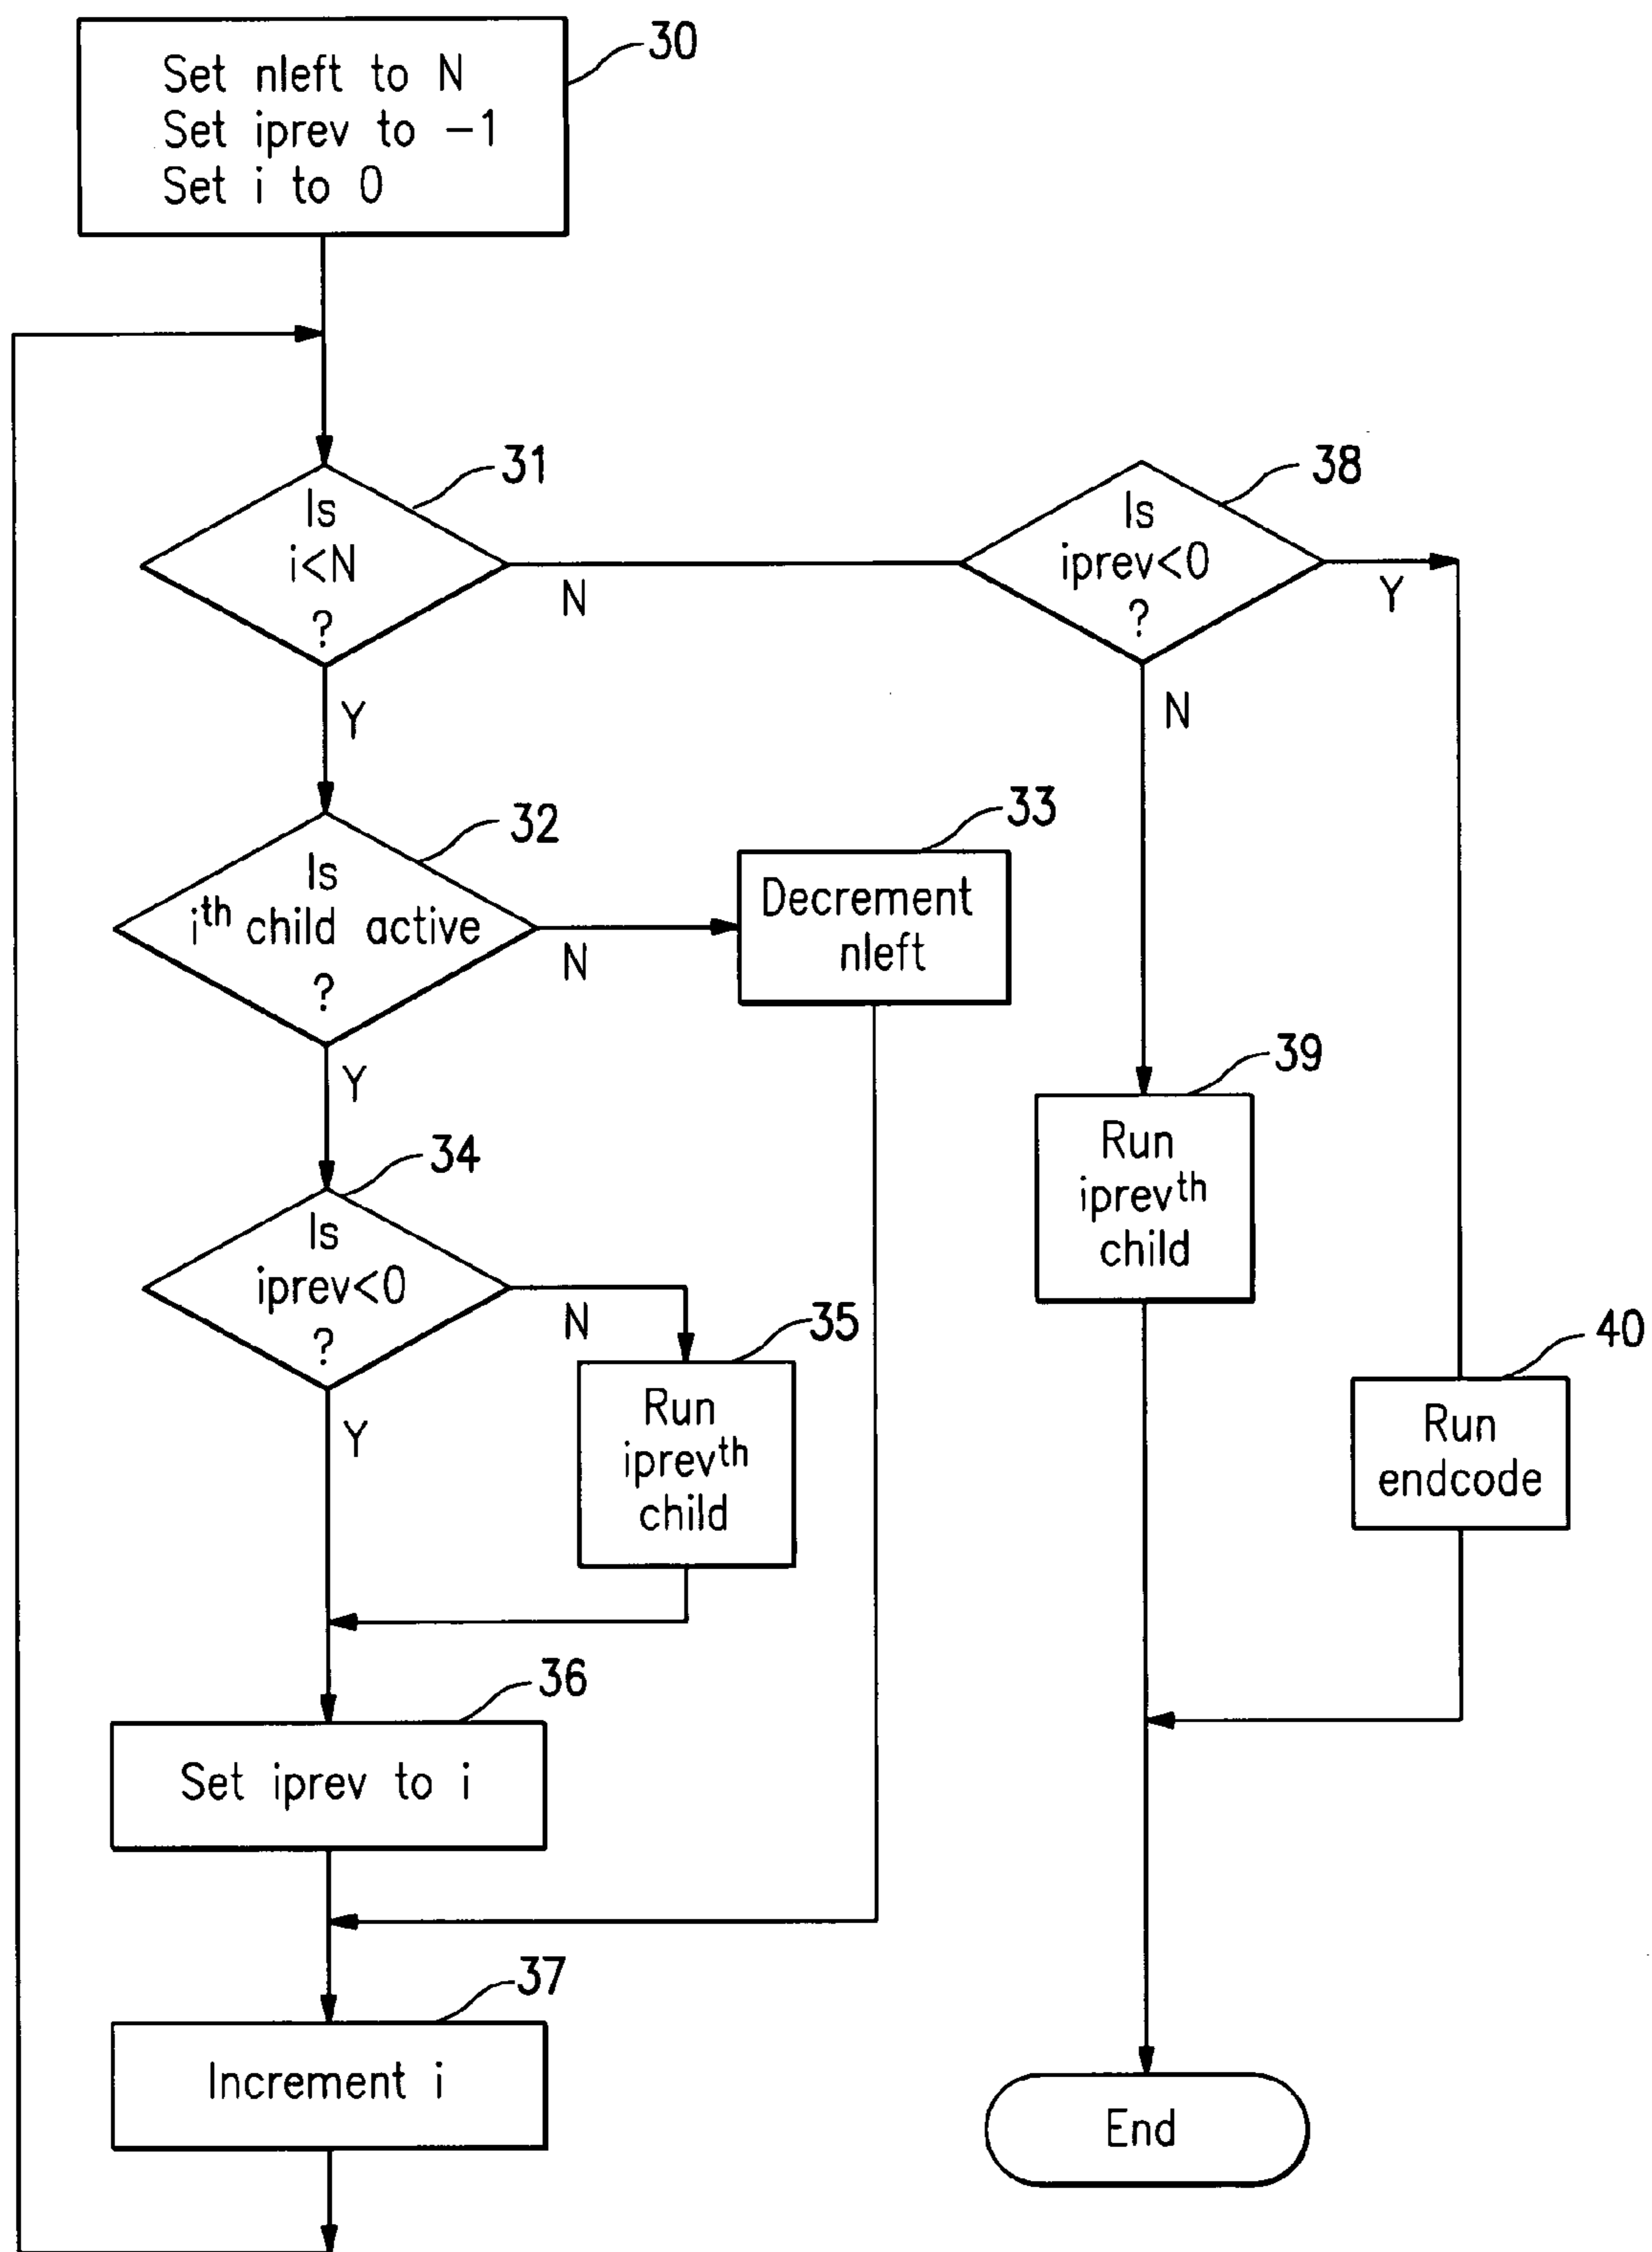 30
Set nleft to N
Set iprev to -1
Set i to 0
31
Is
i<N
?
N
Y
38
Is
iprev<0
?
Y
N
32
Is
ith child active
?
N
Y
33
Decrement
nleft
34
Is
iprev<0
?
N
Y
35
Run
iprevth
child
39
Run
iprevth
child
40
Run
endcode
36
Set iprev to i
37
Increment i
End